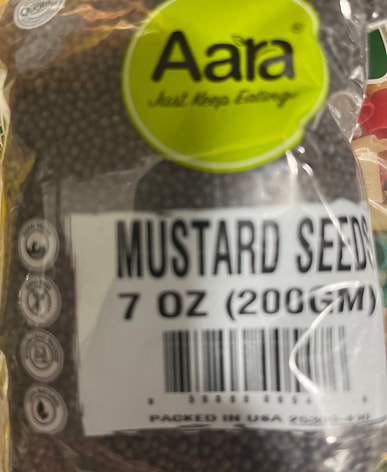 Aara
Just Keep Eating
MUSTARD SEEDS
7 OZ (200GM)
PACKED IN USA